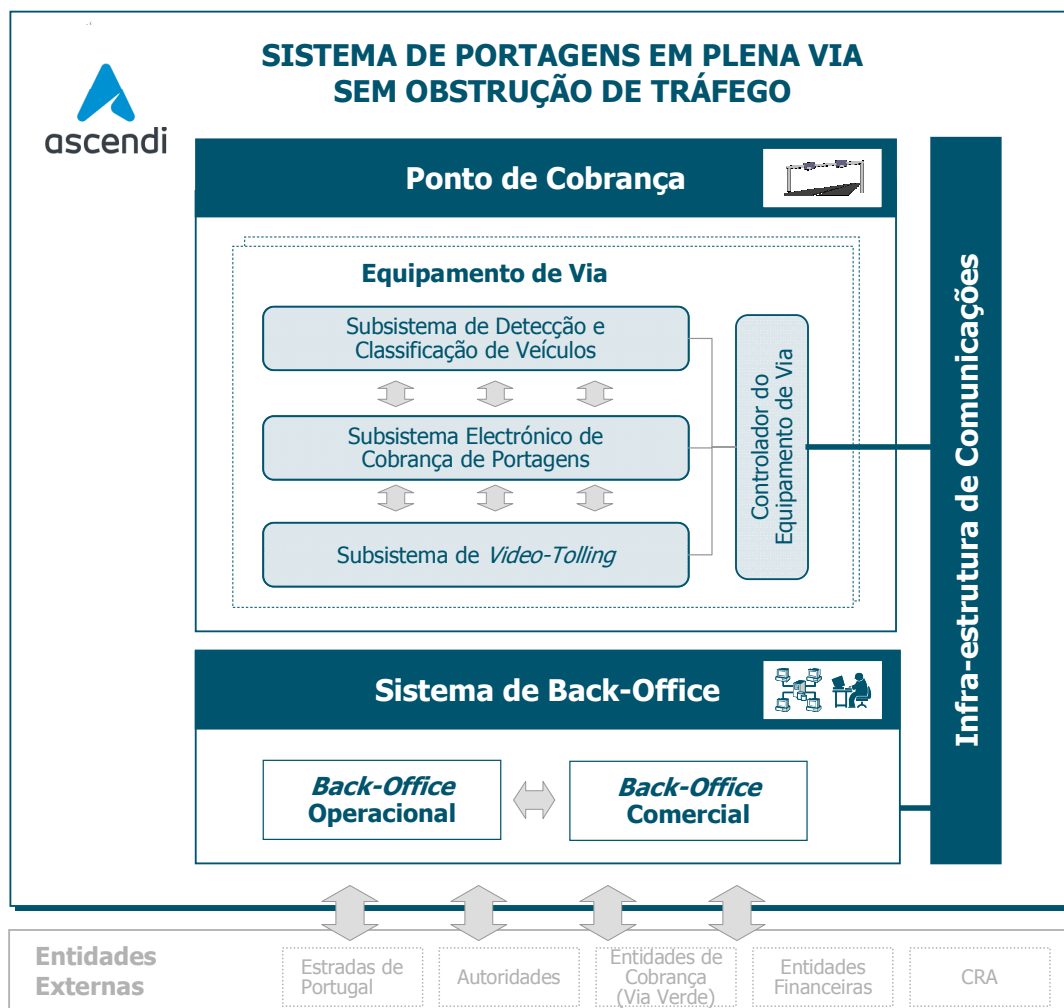 SISTEMA DE PORTAGENS EM PLENA VIA
SEM OBSTRUÇÃO DE TRÁFEGO
ascendi
Ponto de Cobrança
Equipamento de Via
Subsistema de Detecção e
Classificação de Veículos
Subsistema Electrónico de
Cobrança de Portagens
Subsistema de Video-Tolling
Controlador do
Equipamento de Via
Infra-estrutura de Comunicações
Sistema de Back-Office
Back-Office
Operacional
Back-Office
Comercial
Entidades
Externas
Estradas de
Portugal
Autoridades
Entidades de
Cobrança
(Via Verde)
Entidades
Financeiras
CRA